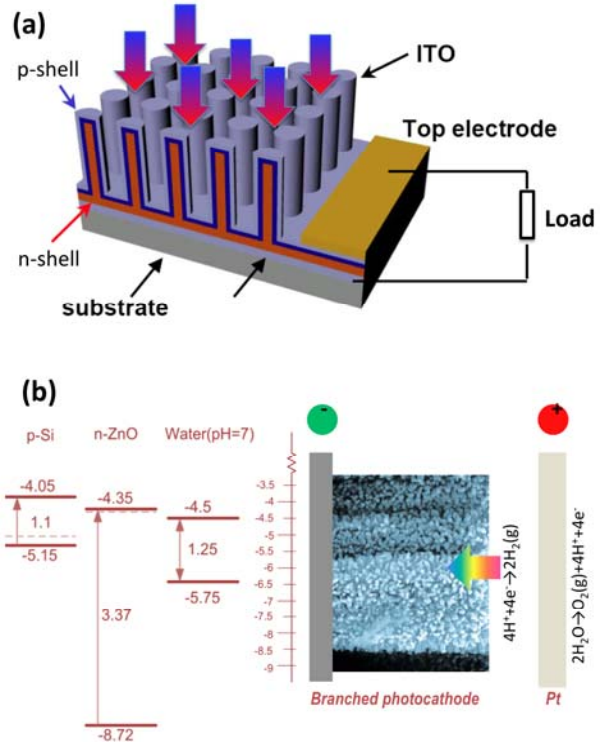 (a)
p-shell
ITO
Top electrode
Load
n-shell
substrate
(b)
p-Si
n-ZnO
Water(pH=7)
-
+
-4.05
-4.35
-4.5
1.1
-5.15
1.25
-5.75
3.37
-8.72
-3.5
-4
-4.5
-5
-5.5
-6
-6.5
-7
-7.5
-8
-8.5
-9
4H⁺+4e⁻→2H₂(g)
2H₂O→O₂(g)+4H⁺+4e⁻
Branched photocathode
Pt